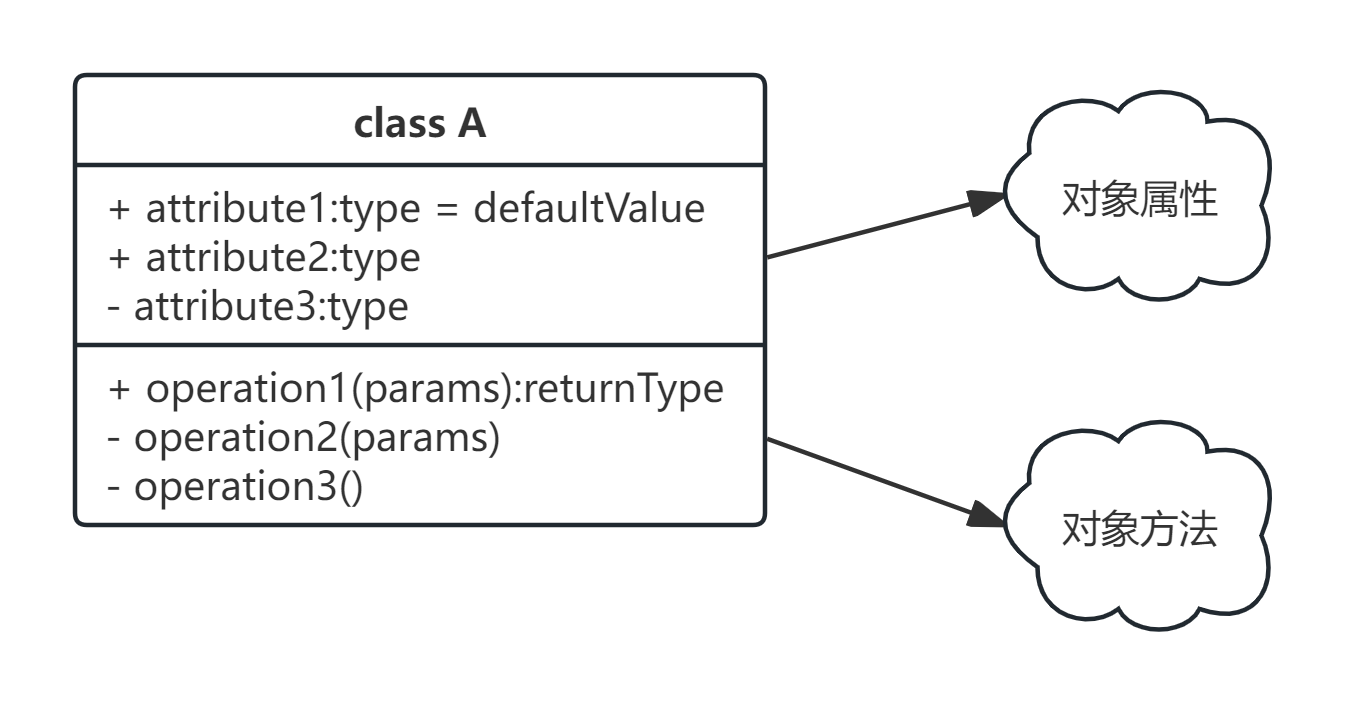 class A
+ attribute1:type = defaultValue
+ attribute2:type
- attribute3:type
+ operation1(params):returnType
- operation2(params)
- operation3()
对象属性
对象方法